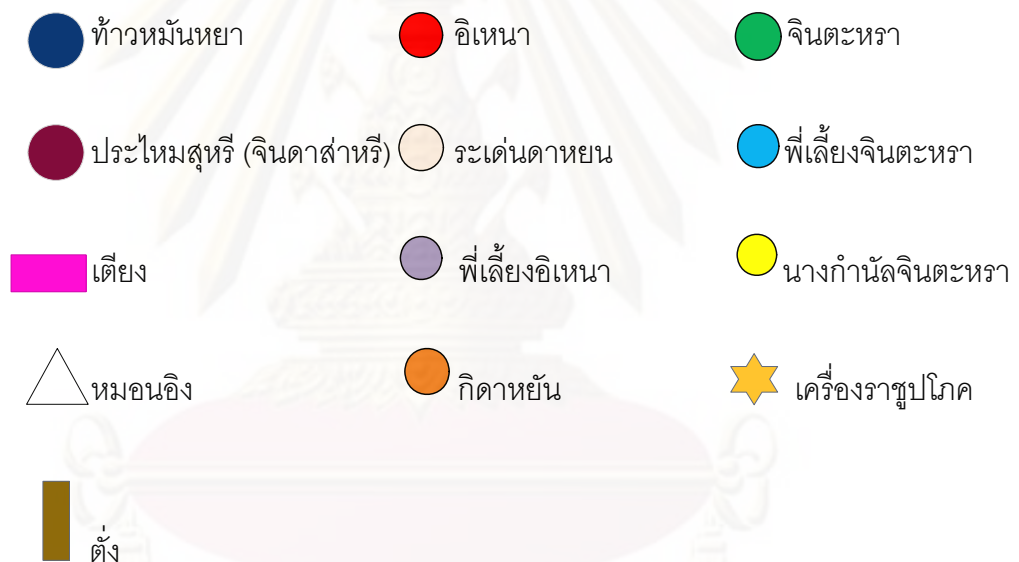 ท้าวหมันหยา อิเหนา จินตะหรา
ประไหมสุหรี (จินดาส่าหรี) ระเด่นดาหยน พี่เลี้ยงจินตะหรา
เตียง พี่เลี้ยงอิเหนา นางกำนัลจินตะหรา
หมอนอิง กิดาหยัน เครื่องราชูปโภค
ตั่ง